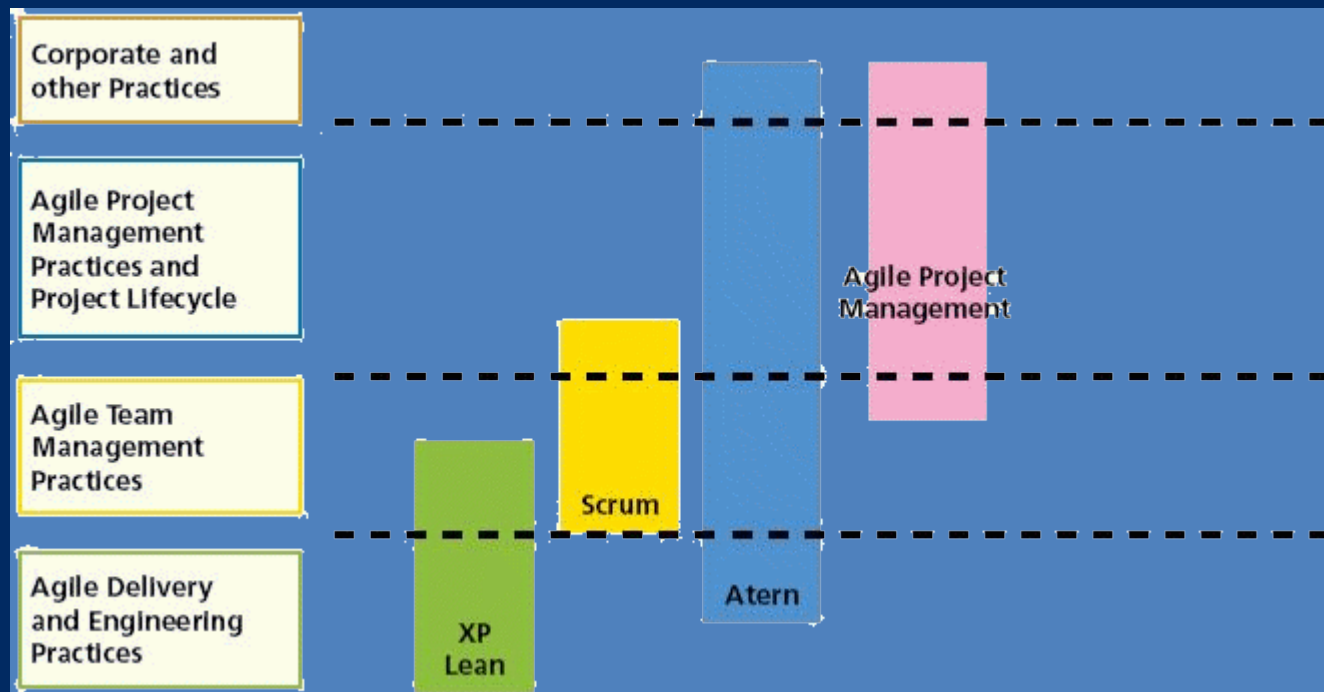 Corporate and
other Practices
Agile Project
Management
Practices and
Project Lifecycle
Agile Project
Management
Agile Team
Management
Practices
Scrum
Agile Delivery
and Engineering
Practices
Atern
XP
Lean